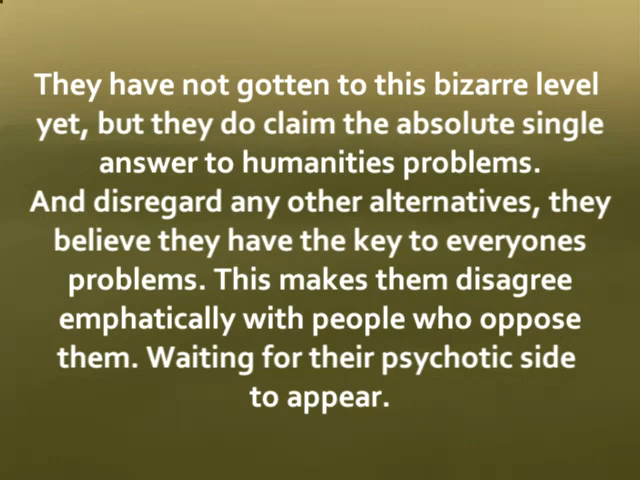 They have not gotten to this bizarre level
yet, but they do claim the absolute single
answer to humanities problems.
And disregard any other alternatives, they
believe they have the key to everyones
problems. This makes them disagree
emphatically with people who oppose
them. Waiting for their psychotic side
to appear.